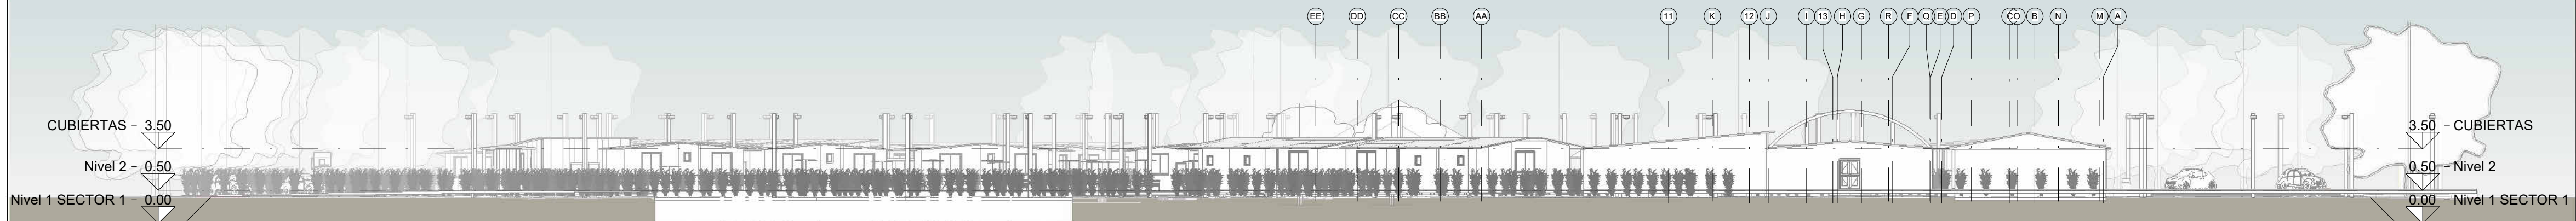 EE DD CC BB AA 11 K 12 J I 13 H G R F Q E D P C O B N M A
CUBIERTAS 3.50
3.50 CUBIERTAS
Nivel 2 0.50
0.50 Nivel 2
Nivel 1 SECTOR 1 0.00
0.00 Nivel 1 SECTOR 1